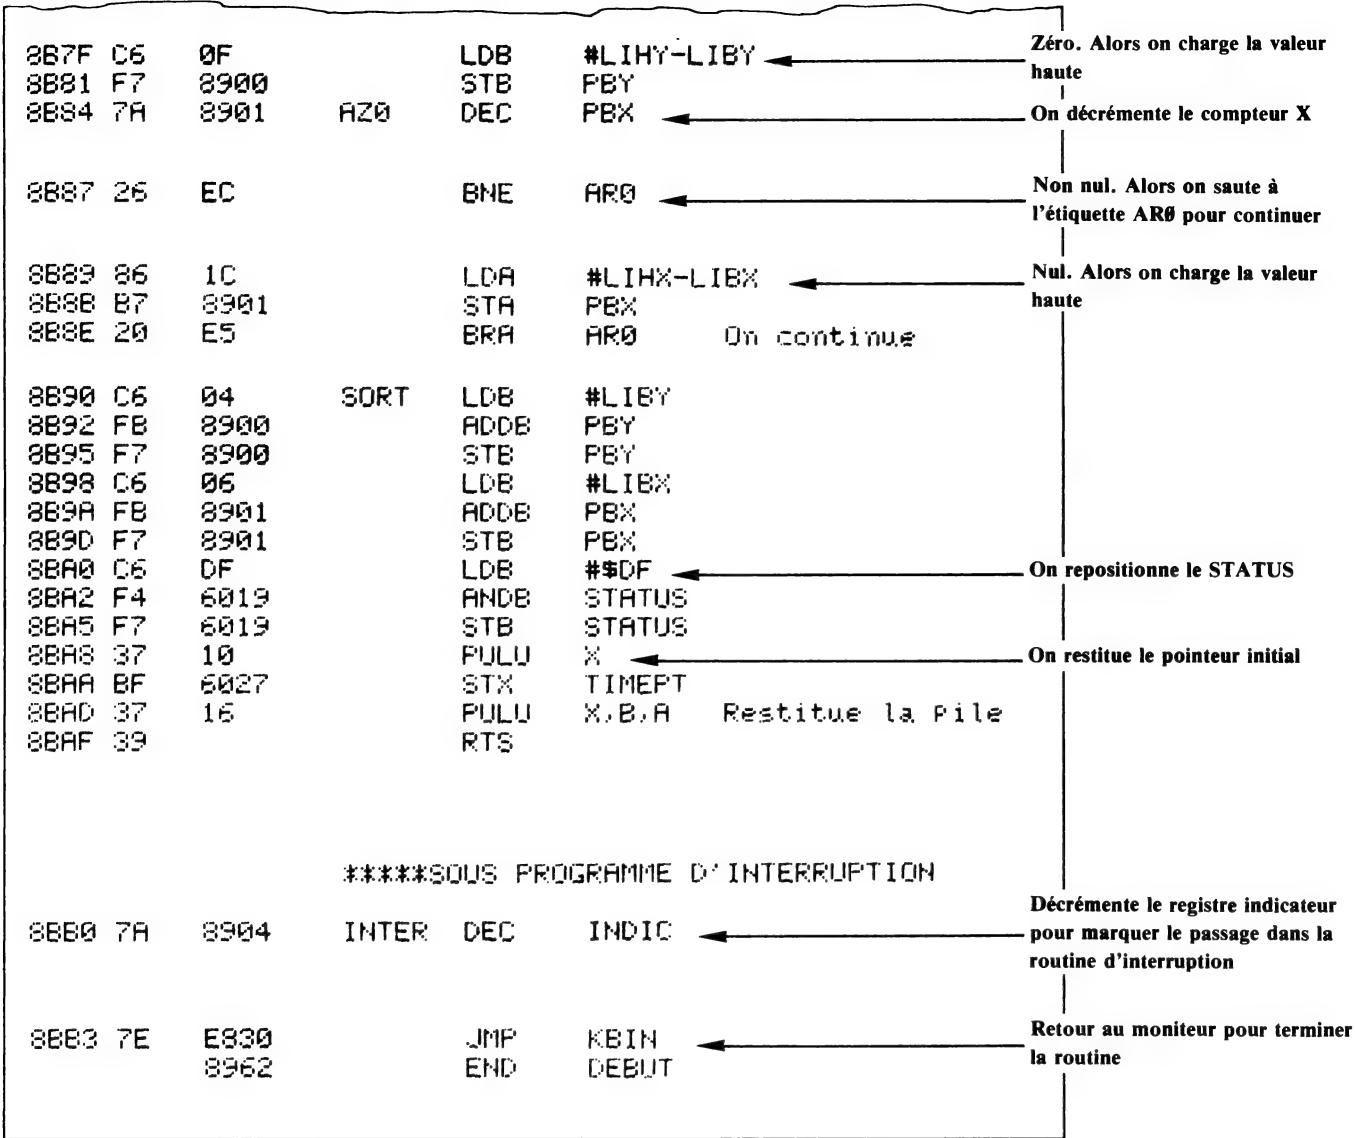 8B7F C6 0F LDB #LIHY-LIBY Zéro. Alors on charge la valeur
haute
8B81 F7 8900 STB PBY
8B84 7A 8901 AZ0 DEC PBX On décrémente le compteur X
8B87 26 EC BNE AR0 Non nul. Alors on saute à
l'étiquette AR0 pour continuer
8B89 86 1C LDA #LIHX-LIBX Nul. Alors on charge la valeur
haute
8B8B B7 8901 STA PBX
8B8E 20 E5 BRA AR0 On continue
8B90 C6 04 SORT LDB #LIBY
8B92 FB 8900 ADDB PBY
8B95 F7 8900 STB PBY
8B98 C6 06 LDB #LIBX
8B9A FB 8901 ADDB PBX
8B9D F7 8901 STB PBX
8BA0 C6 DF LDB #$DF On repositionne le STATUS
8BA2 F4 6019 ANDB STATUS
8BA5 F7 6019 STB STATUS
8BA8 37 10 PULU X On restitue le pointeur initial
8BAA BF 6027 STX TIMEPT
8BAD 37 16 PULU X,B,A Restitue la Pile
8BAF 39 RTS
*****SOUS PROGRAMME D'INTERRUPTION
8BB0 7A 8904 INTER DEC INDIC Décrémente le registre indicateur
pour marquer le passage dans la
routine d'interruption
8BB3 7E E830 JMP KBIN Retour au moniteur pour terminer
la routine
8962 END DEBUT